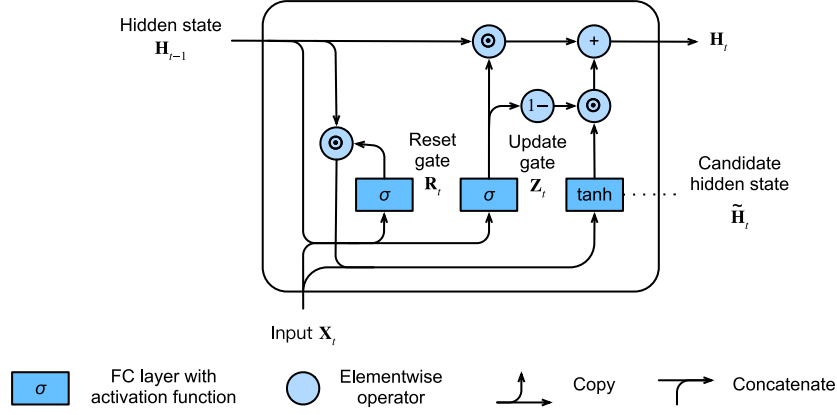 Hidden state
H_{t−1}
H_t
+
1−
Reset
gate
R_t
Update
gate
Z_t
Candidate
hidden state
H̃_t
σ
σ
tanh
Input X_t
σ
FC layer with
activation function
Elementwise
operator
Copy
Concatenate